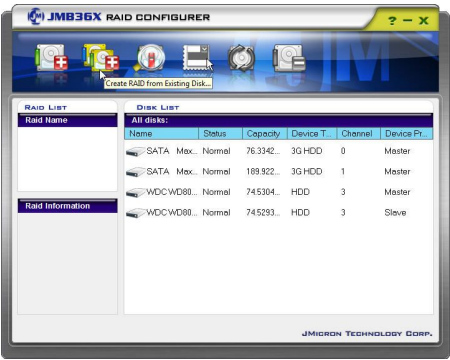 JMB36X RAID CONFIGURER
? – X
Create RAID from Existing Disk...
RAID LIST
Raid Name
Raid Information
DISK LIST
All disks:
Name Status Capacity Device T... Channel Device Pr...
SATA Max... Normal 76.3342... 3G HDD 0 Master
SATA Max... Normal 189.922... 3G HDD 1 Master
WDC WD80... Normal 74.5304... HDD 3 Master
WDC WD80... Normal 74.5293... HDD 3 Slave
JMICRON TECHNOLOGY CORP.